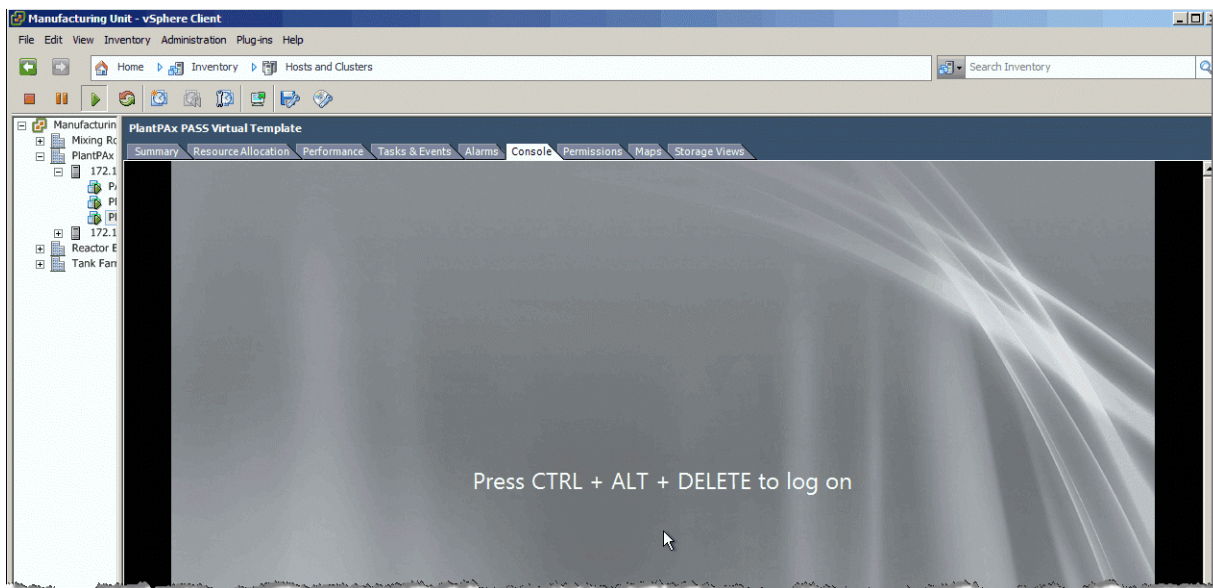 Manufacturing Unit - vSphere Client
File Edit View Inventory Administration Plug-ins Help
Home Inventory Hosts and Clusters Search Inventory
Manufacturin
Mixing Ro
PlantPAx
172.1
PA
Pl
Pl
172.1
Reactor E
Tank Farm
PlantPAx PASS Virtual Template
Summary Resource Allocation Performance Tasks & Events Alarms Console Permissions Maps Storage Views
Press CTRL + ALT + DELETE to log on